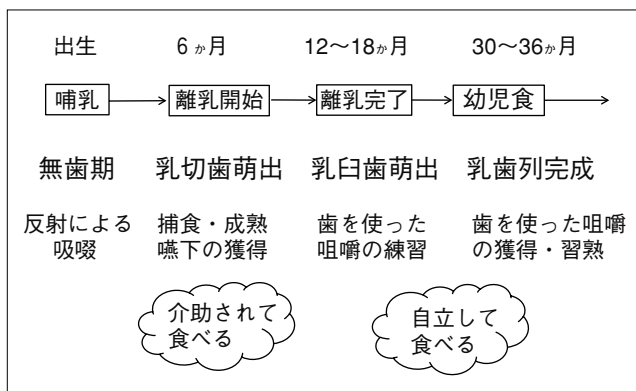 出生 6か月 12〜18か月 30〜36か月
哺乳 離乳開始 離乳完了 幼児食
無歯期 乳切歯萌出 乳臼歯萌出 乳歯列完成
反射による 捕食・成熟 歯を使った 歯を使った咀嚼
吸啜 嚥下の獲得 咀嚼の練習 の獲得・習熟
介助されて 自立して
食べる 食べる